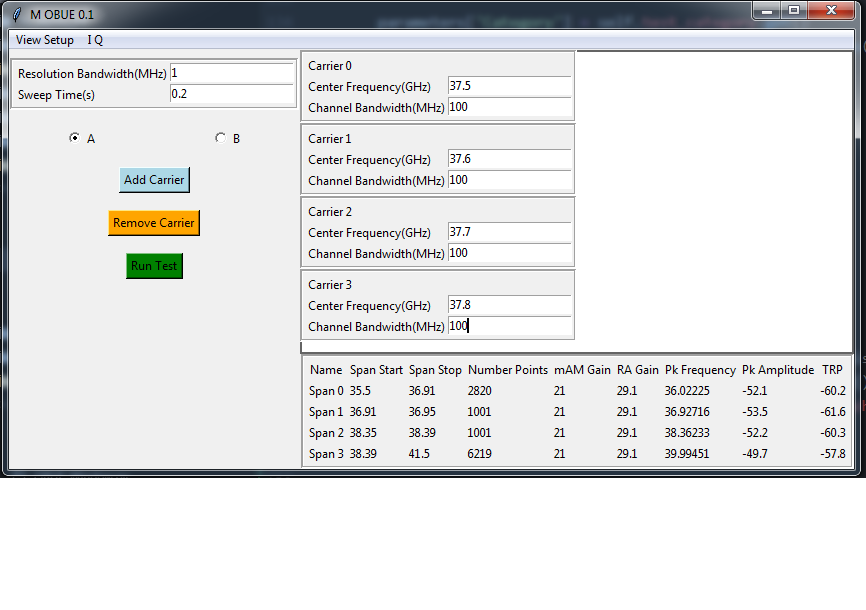 M OBUE 0.1
View Setup I Q
Resolution Bandwidth(MHz) 1
Sweep Time(s) 0.2
A B
Add Carrier
Remove Carrier
Run Test
Carrier 0
Center Frequency(GHz) 37.5
Channel Bandwidth(MHz) 100
Carrier 1
Center Frequency(GHz) 37.6
Channel Bandwidth(MHz) 100
Carrier 2
Center Frequency(GHz) 37.7
Channel Bandwidth(MHz) 100
Carrier 3
Center Frequency(GHz) 37.8
Channel Bandwidth(MHz) 100
Name Span Start Span Stop Number Points mAM Gain RA Gain Pk Frequency Pk Amplitude TRP
Span 0 35.5 36.91 2820 21 29.1 36.02225 -52.1 -60.2
Span 1 36.91 36.95 1001 21 29.1 36.92716 -53.5 -61.6
Span 2 38.35 38.39 1001 21 29.1 38.36233 -52.2 -60.3
Span 3 38.39 41.5 6219 21 29.1 39.99451 -49.7 -57.8